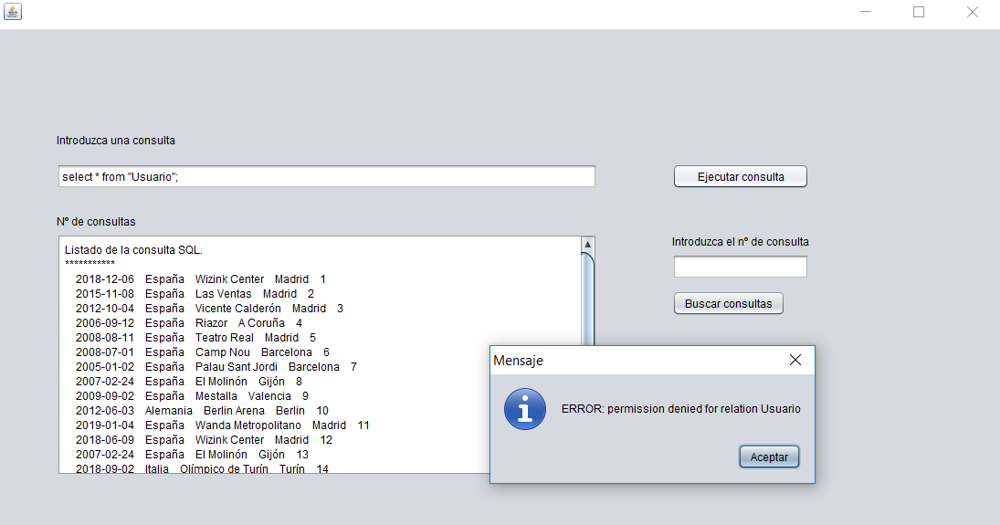 Introduzca una consulta
select * from "Usuario";
Ejecutar consulta
Nº de consultas
Introduzca el nº de consulta
Buscar consultas
Listado de la consulta SQL.
***********
2018-12-06 España Wizink Center Madrid 1
2015-11-08 España Las Ventas Madrid 2
2012-10-04 España Vicente Calderón Madrid 3
2006-09-12 España Riazor A Coruña 4
2008-08-11 España Teatro Real Madrid 5
2008-07-01 España Camp Nou Barcelona 6
2005-01-02 España Palau Sant Jordi Barcelona 7
2007-02-24 España El Molinón Gijón 8
2009-09-02 España Mestalla Valencia 9
2012-06-03 Alemania Berlin Arena Berlin 10
2019-01-04 España Wanda Metropolitano Madrid 11
2018-06-09 España Wizink Center Madrid 12
2007-02-24 España El Molinón Gijón 13
2018-09-02 Italia Olímpico de Turín Turín 14
Mensaje
ERROR: permission denied for relation Usuario
Aceptar